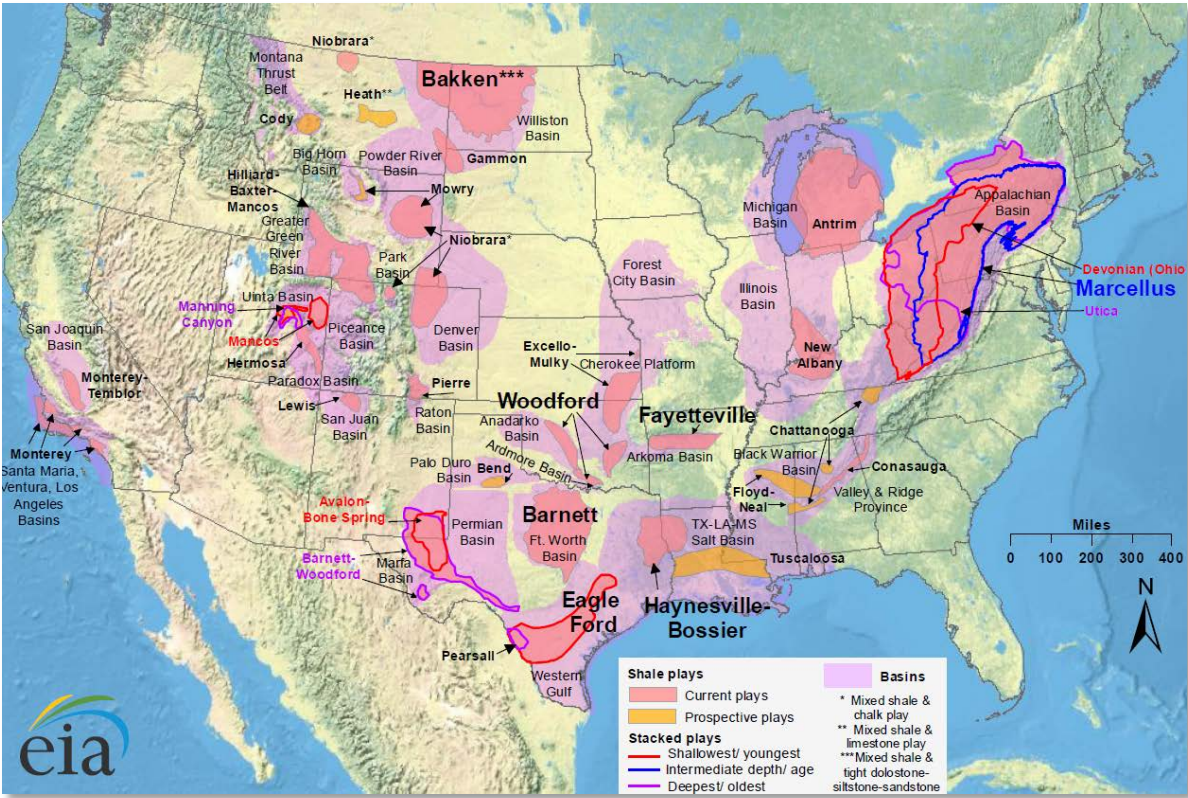 Niobrara*
Montana
Thrust
Belt
Bakken***
Heath**
Cody
Williston
Basin
Big Horn
Basin
Powder River
Basin
Gammon
Hilliard-
Baxter-
Mancos
Mowry
Greater
Green
River
Basin
Niobrara*
Park
Basin
Michigan
Basin
Antrim
Appalachian
Basin
Forest
City Basin
Illinois
Basin
Devonian (Ohio
Marcellus
Utica
Uinta Basin
Manning
Canyon
Mancos
Piceance
Basin
Denver
Basin
San Joaquin
Basin
Hermosa
Paradox Basin
Excello-
Mulky
Cherokee Platform
New
Albany
Monterey-
Temblor
Pierre
Lewis
San Juan
Basin
Raton
Basin
Woodford
Anadarko
Basin
Fayetteville
Chattanooga
Ardmore Basin
Arkoma Basin
Black Warrior
Basin
Conasauga
Monterey
Santa Maria,
Ventura, Los
Angeles
Basins
Palo Duro
Basin
Bend
Floyd-
Neal
Valley & Ridge
Province
Avalon-
Bone Spring
Permian
Basin
Barnett
Ft. Worth
Basin
TX-LA-MS
Salt Basin
Tuscaloosa
Barnett-
Woodford
Marfa
Basin
Eagle
Ford
Haynesville-
Bossier
Pearsall
Western
Gulf
Miles
0 100 200 300 400
N
Shale plays
Current plays
Prospective plays
Stacked plays
Shallowest/ youngest
Intermediate depth/ age
Deepest/ oldest
Basins
* Mixed shale &
chalk play
** Mixed shale &
limestone play
***Mixed shale &
tight dolostone-
siltstone-sandstone
eia